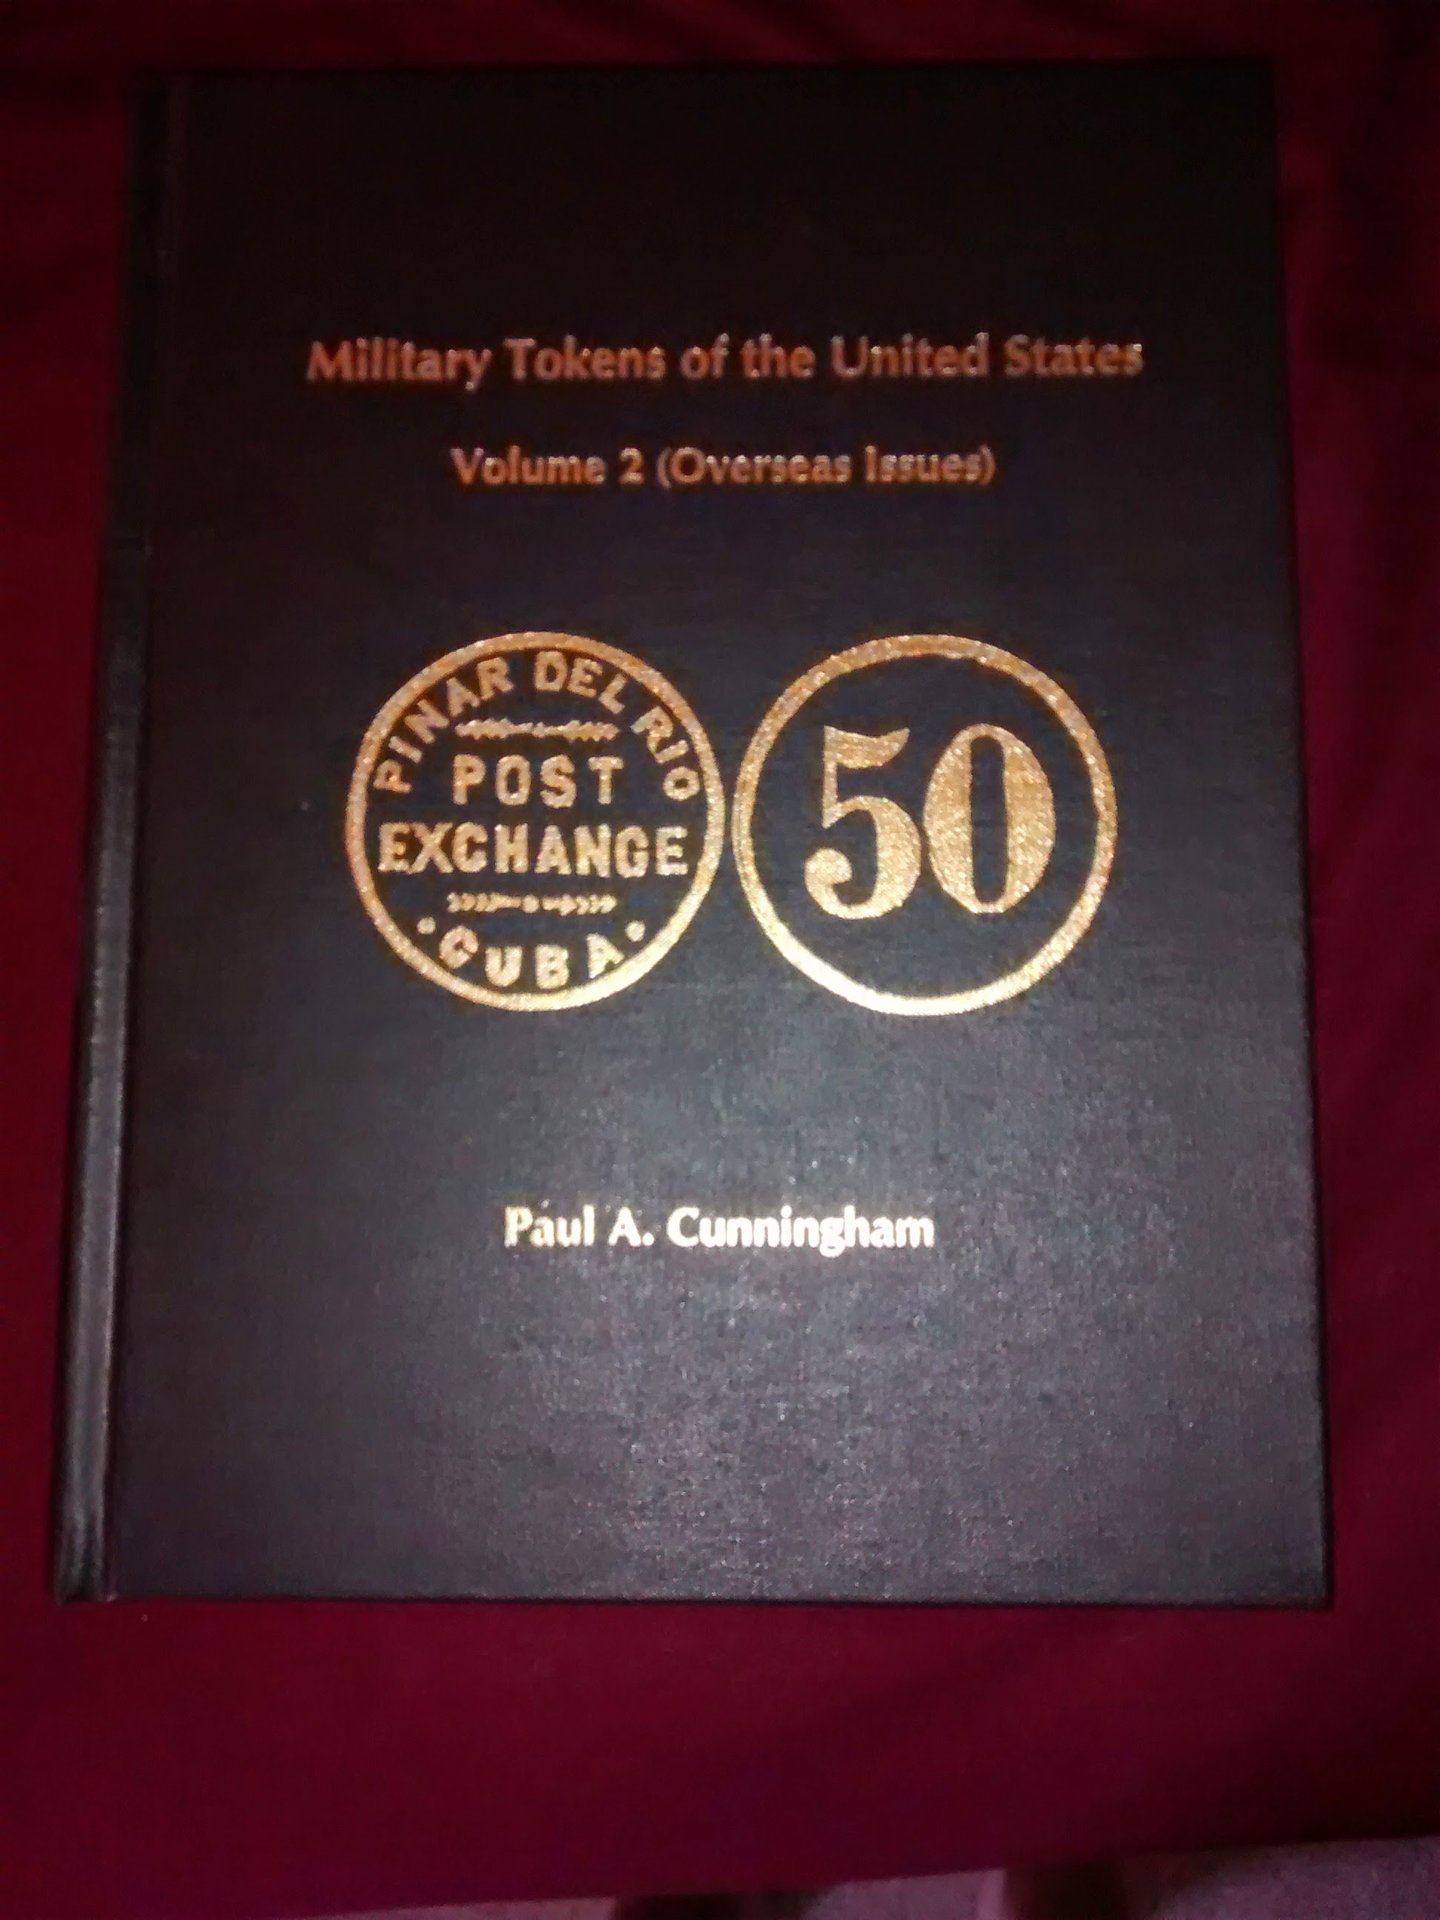 Military Tokens of the United States
Volume 2 (Overseas Issues)
PINAR DEL RIO
POST
EXCHANGE
• CUBA •
50
Paul A. Cunningham